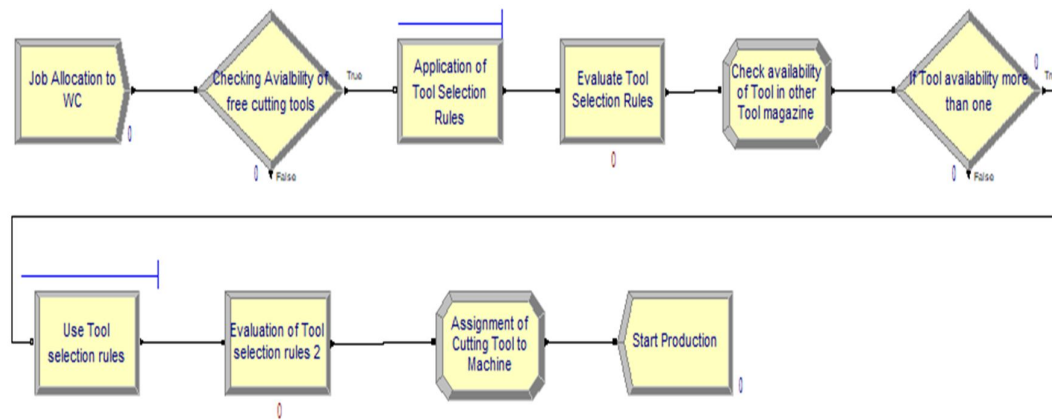 Job Allocation to
WC
0
Checking Avialbility of
free cutting tools
True
0
False
Application of
Tool Selection
Rules
Evaluate Tool
Selection Rules
0
Check availability
of Tool in other
Tool magazine
If Tool availability more
than one
0
Tr
0
False
Use Tool
selection rules
Evaluation of Tool
selection rules 2
0
Assignment of
Cutting Tool to
Machine
Start Production
0